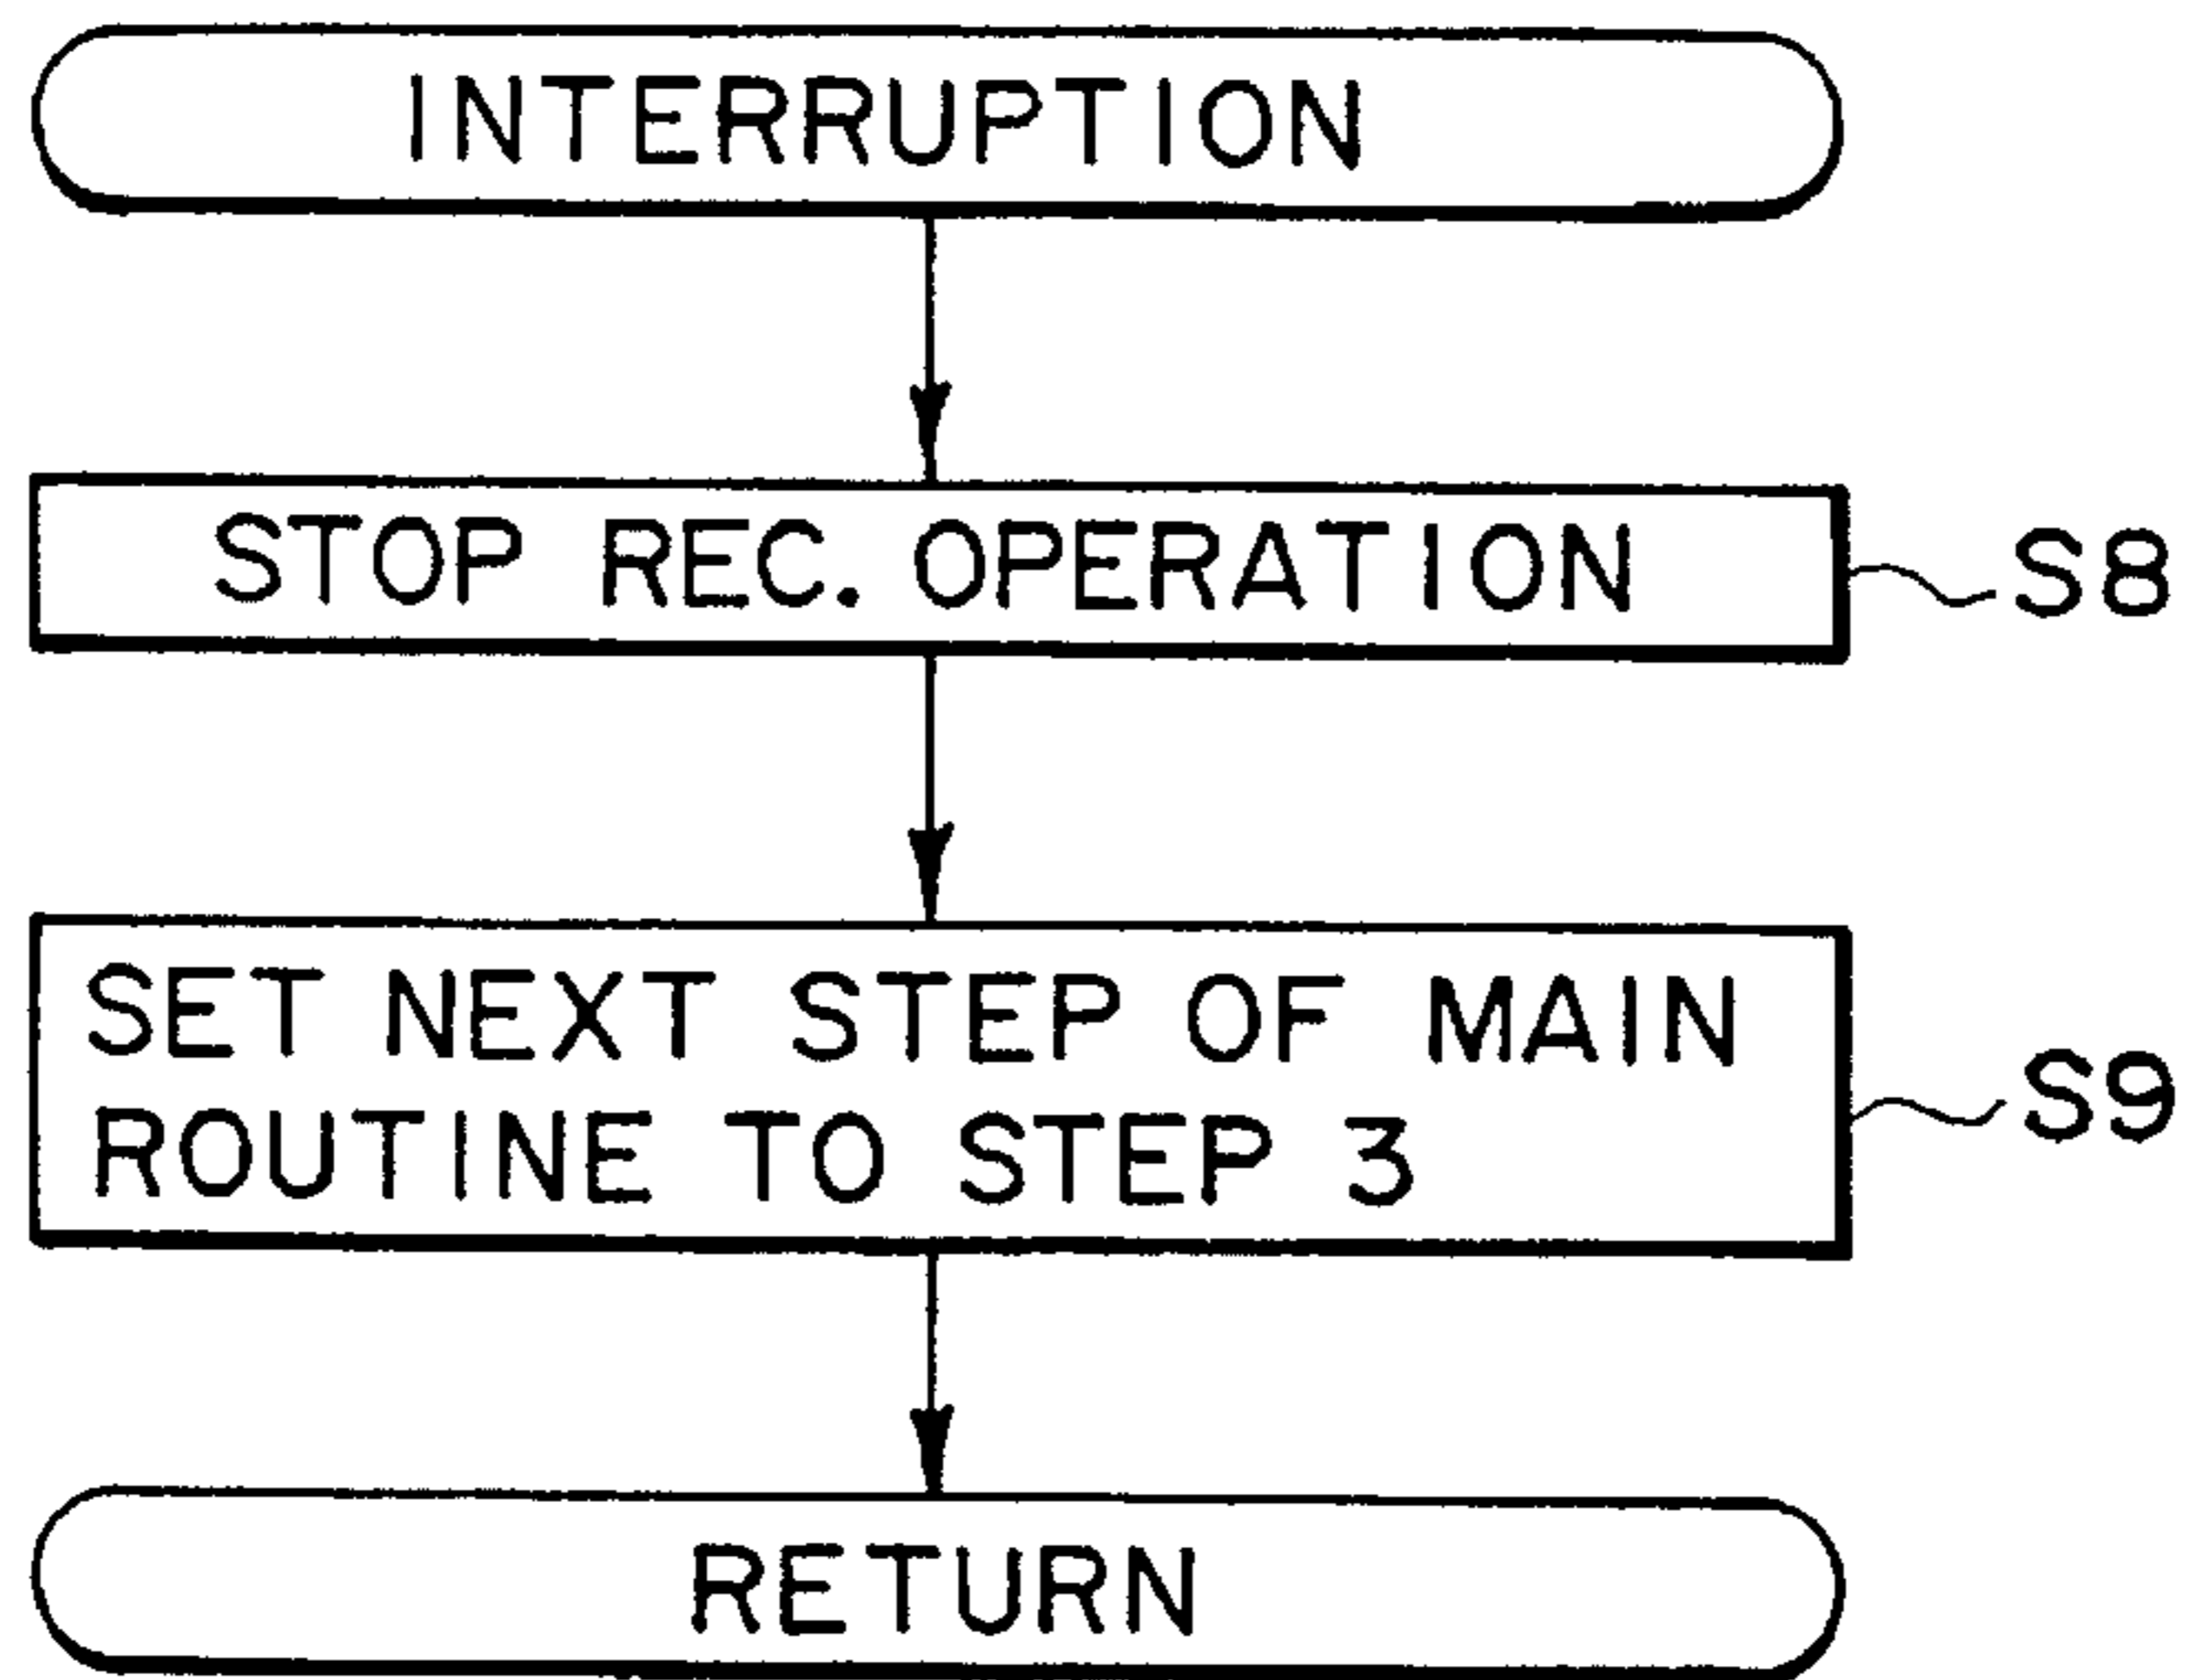 INTERRUPTION
STOP REC. OPERATION
S8
SET NEXT STEP OF MAIN
ROUTINE TO STEP 3
S9
RETURN